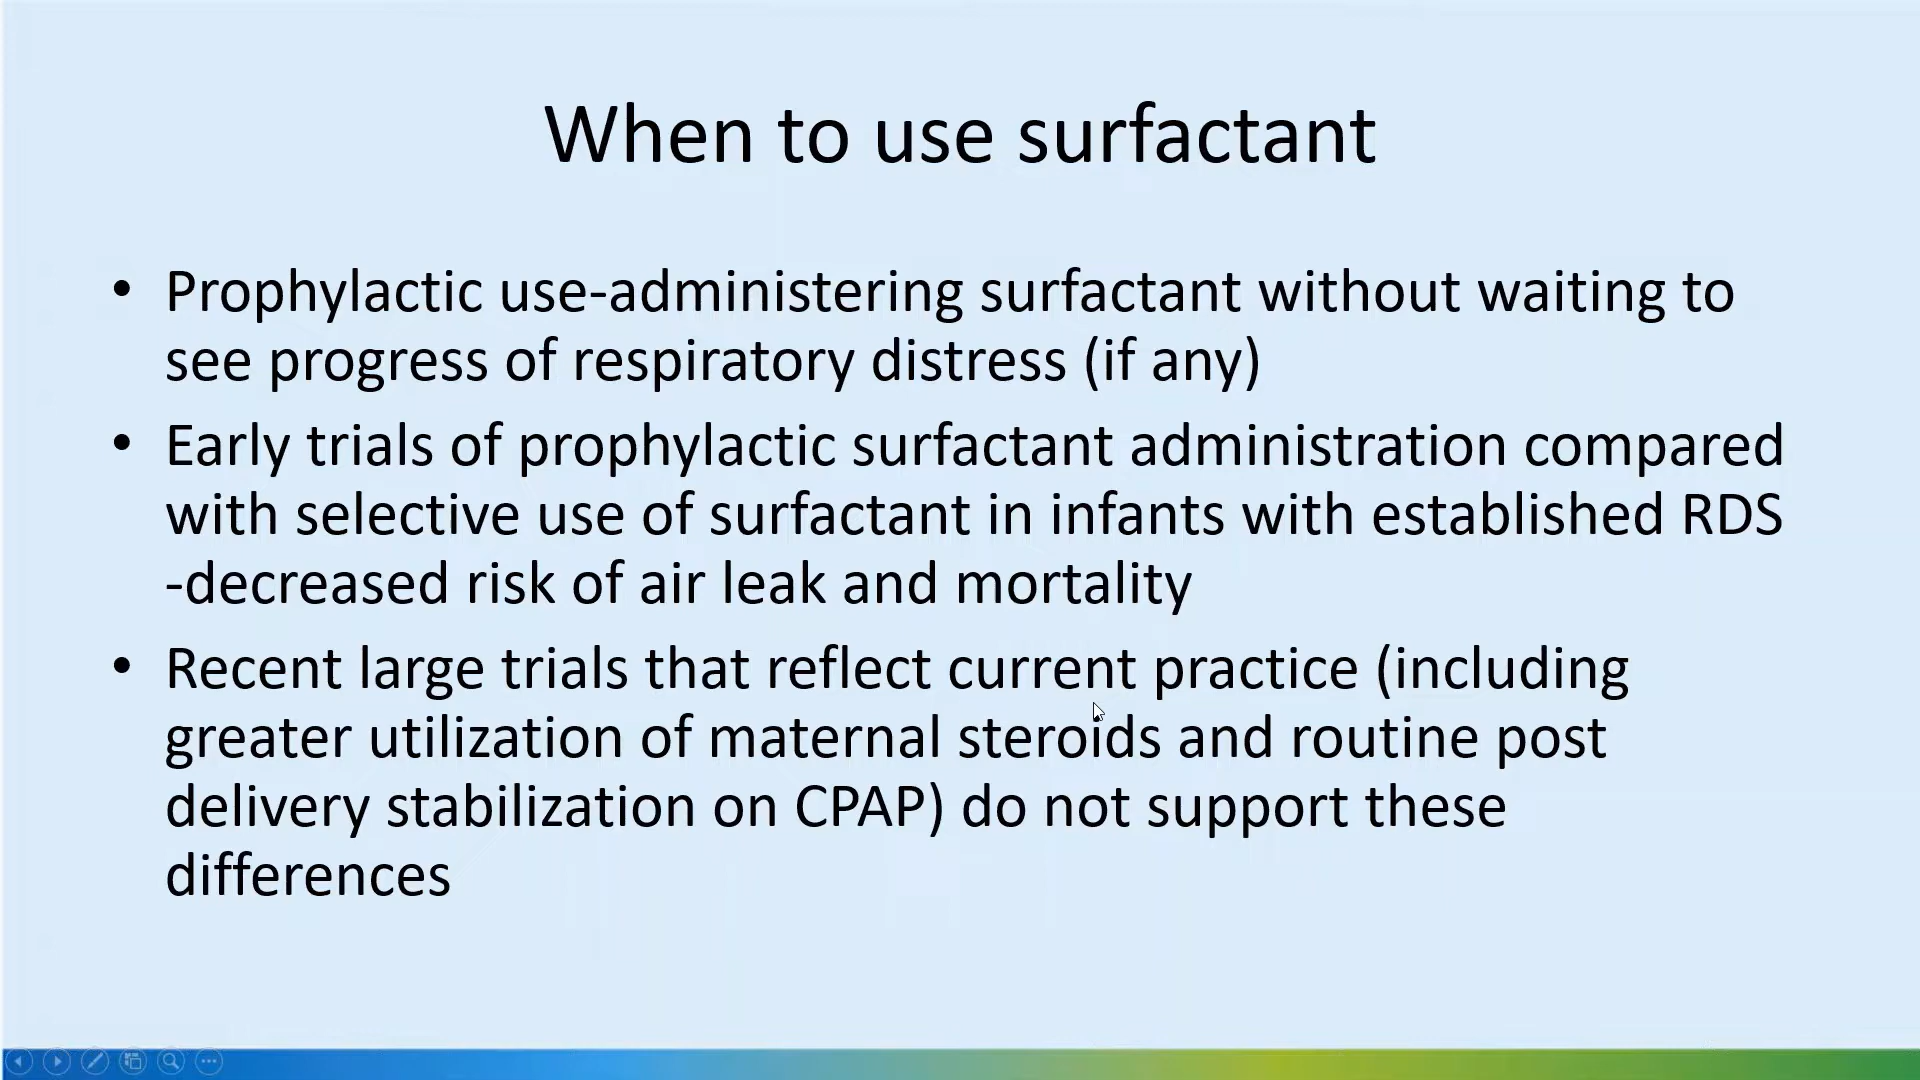 When to use surfactant
• Prophylactic use-administering surfactant without waiting to
see progress of respiratory distress (if any)
• Early trials of prophylactic surfactant administration compared
with selective use of surfactant in infants with established RDS
-decreased risk of air leak and mortality
• Recent large trials that reflect current practice (including
greater utilization of maternal steroids and routine post
delivery stabilization on CPAP) do not support these
differences